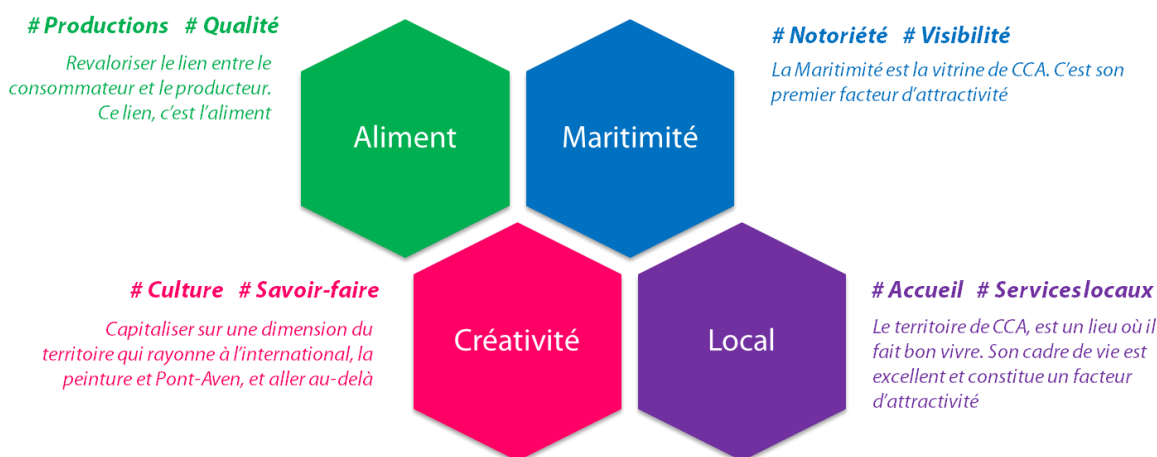 # Productions # Qualité
Revaloriser le lien entre le
consommateur et le producteur.
Ce lien, c’est l’aliment
Aliment
Maritimité
# Notoriété # Visibilité
La Maritimité est la vitrine de CCA. C’est son
premier facteur d’attractivité
# Culture # Savoir-faire
Capitaliser sur une dimension du
territoire qui rayonne à l’international, la
peinture et Pont-Aven, et aller au-delà
Créativité
Local
# Accueil # Services locaux
Le territoire de CCA, est un lieu où il
fait bon vivre. Son cadre de vie est
excellent et constitue un facteur
d’attractivité